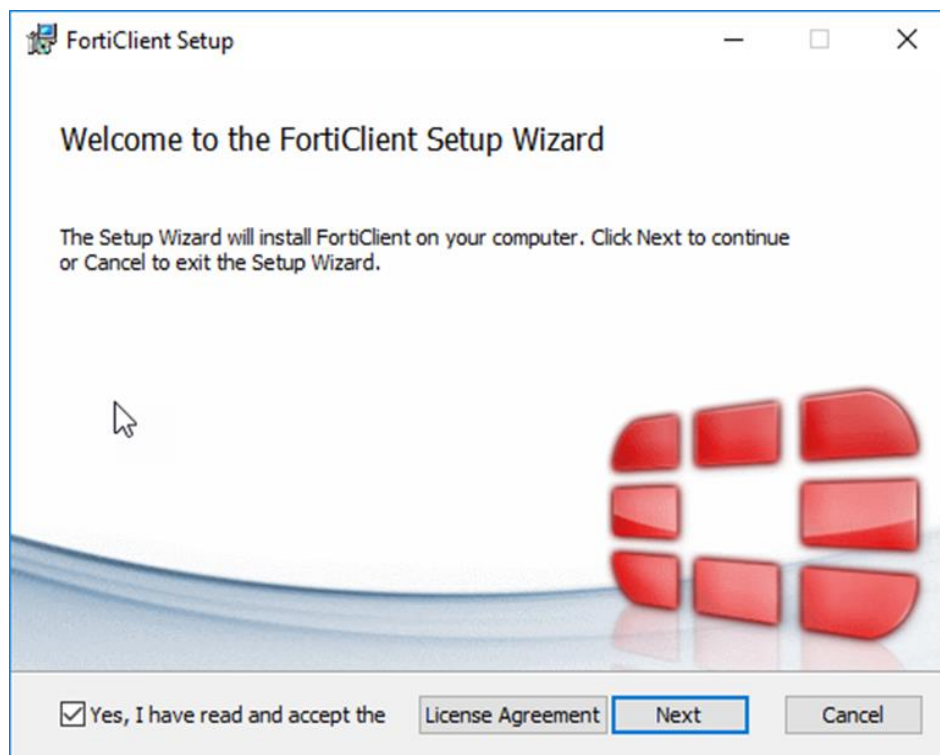 FortiClient Setup
Welcome to the FortiClient Setup Wizard
The Setup Wizard will install FortiClient on your computer. Click Next to continue
or Cancel to exit the Setup Wizard.
Yes, I have read and accept the License Agreement Next Cancel